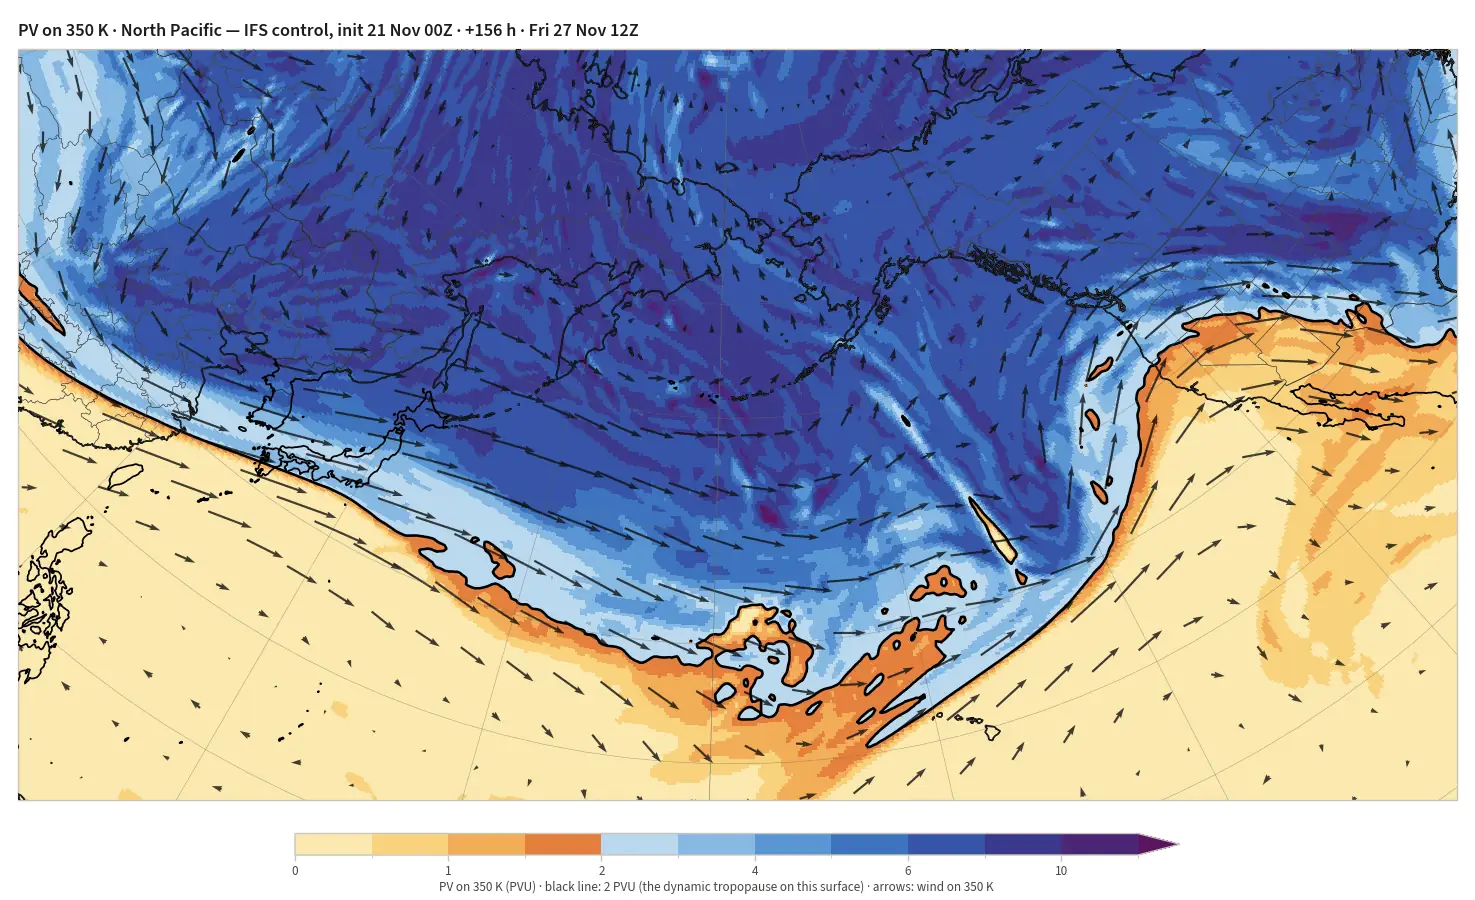 PV on 350 K · North Pacific — IFS control, init 21 Nov 00Z · +156 h · Fri 27 Nov 12Z
0 1 2 4 6 10
PV on 350 K (PVU) · black line: 2 PVU (the dynamic tropopause on this surface) · arrows: wind on 350 K